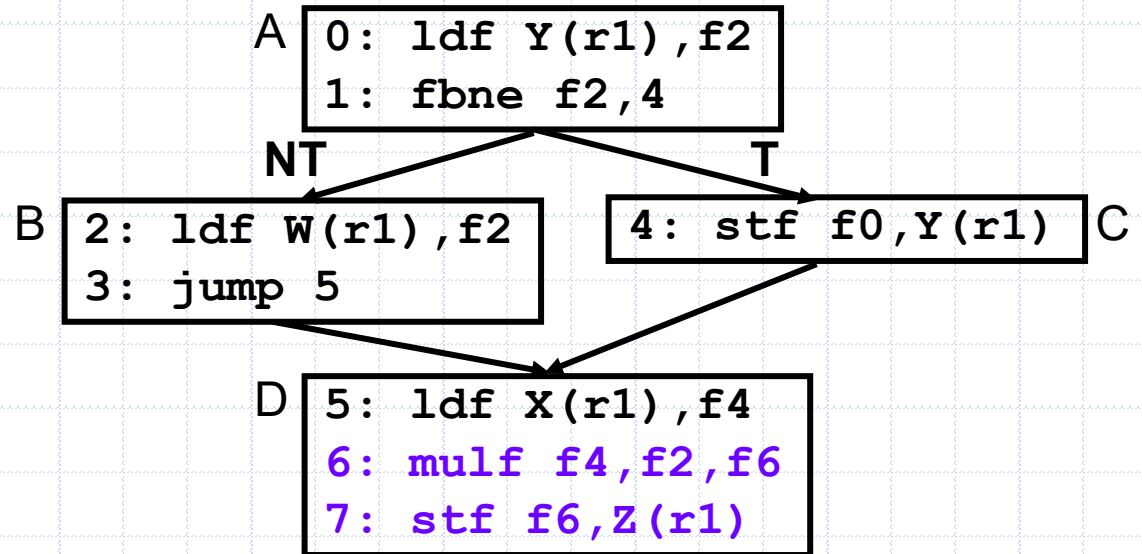 A
0: ldf Y(r1),f2
1: fbne f2,4
NT
T
B
2: ldf W(r1),f2
3: jump 5
4: stf f0,Y(r1)
C
D
5: ldf X(r1),f4
6: mulf f4,f2,f6
7: stf f6,Z(r1)